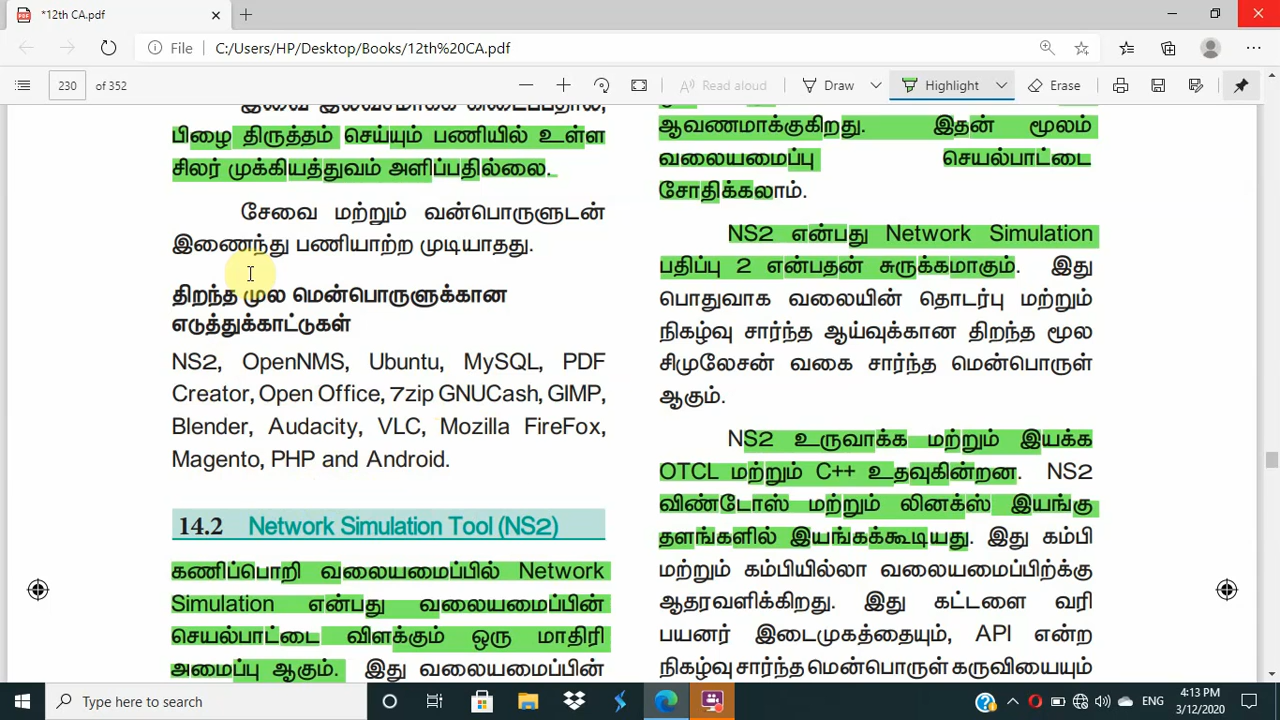 *12th CA.pdf
File C:/Users/HP/Desktop/Books/12th%20CA.pdf
230 of 352 Read aloud Draw Highlight Erase
இவை இலவசமாகக் கிடைப்பதால்,
பிழை திருத்தம் செய்யும் பணியில் உள்ள
சிலர் முக்கியத்துவம் அளிப்பதில்லை.
சேவை மற்றும் வன்பொருளுடன்
இணைந்து பணியாற்ற முடியாதது.
திறந்த மூல மென்பொருளுக்கான
எடுத்துக்காட்டுகள்
NS2, OpenNMS, Ubuntu, MySQL, PDF
Creator, Open Office, 7zip GNUCash, GIMP,
Blender, Audacity, VLC, Mozilla FireFox,
Magento, PHP and Android.
14.2 Network Simulation Tool (NS2)
கணிப்பொறி வலையமைப்பில் Network
Simulation என்பது வலையமைப்பின்
செயல்பாட்டை விளக்கும் ஒரு மாதிரி
அமைப்பு ஆகும். இது வலையமைப்பின்
ஆவணமாக்குகிறது. இதன் மூலம்
வலையமைப்பு செயல்பாட்டை
சோதிக்கலாம்.
NS2 என்பது Network Simulation
பதிப்பு 2 என்பதன் சுருக்கமாகும். இது
பொதுவாக வலையின் தொடர்பு மற்றும்
நிகழ்வு சார்ந்த ஆய்வுக்கான திறந்த மூல
சிமுலேசன் வகை சார்ந்த மென்பொருள்
ஆகும்.
NS2 உருவாக்க மற்றும் இயக்க
OTCL மற்றும் C++ உதவுகின்றன. NS2
விண்டோஸ் மற்றும் லினக்ஸ் இயங்கு
தளங்களில் இயங்கக்கூடியது. இது கம்பி
மற்றும் கம்பியில்லா வலையமைப்பிற்க்கு
ஆதரவளிக்கிறது. இது கட்டளை வரி
பயனர் இடைமுகத்தையும், API என்ற
நிகழ்வு சார்ந்த மென்பொருள் கருவியையும்
Type here to search
ENG
4:13 PM
3/12/2020